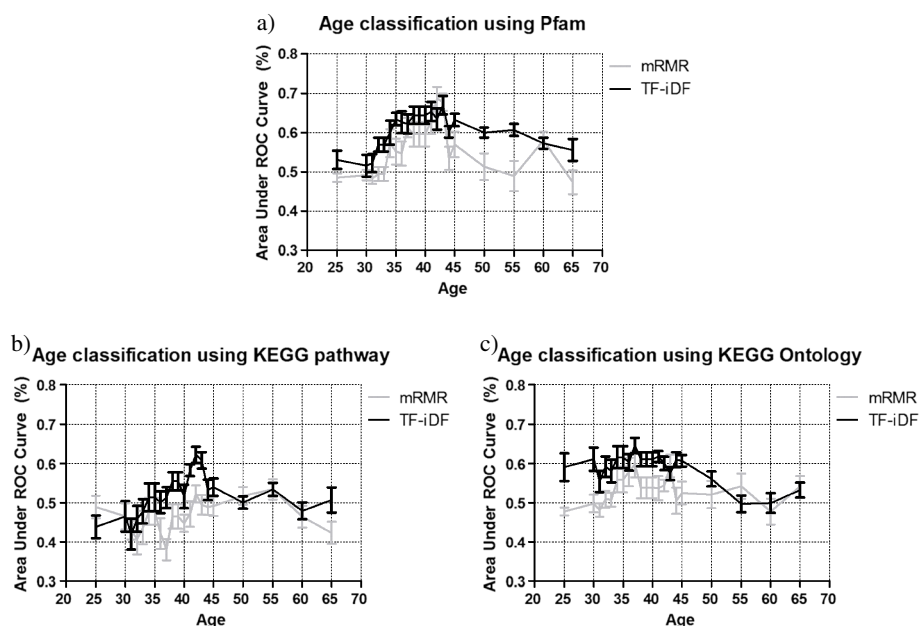 a) Age classification using Pfam
Area Under ROC Curve (%)
0.8
0.7
0.6
0.5
0.4
0.3
20 25 30 35 40 45 50 55 60 65 70
Age
mRMR
TF-iDF
b) Age classification using KEGG pathway
Area Under ROC Curve (%)
0.8
0.7
0.6
0.5
0.4
0.3
20 25 30 35 40 45 50 55 60 65 70
Age
mRMR
TF-iDF
c) Age classification using KEGG Ontology
Area Under ROC Curve (%)
0.8
0.7
0.6
0.5
0.4
0.3
20 25 30 35 40 45 50 55 60 65 70
Age
mRMR
TF-iDF